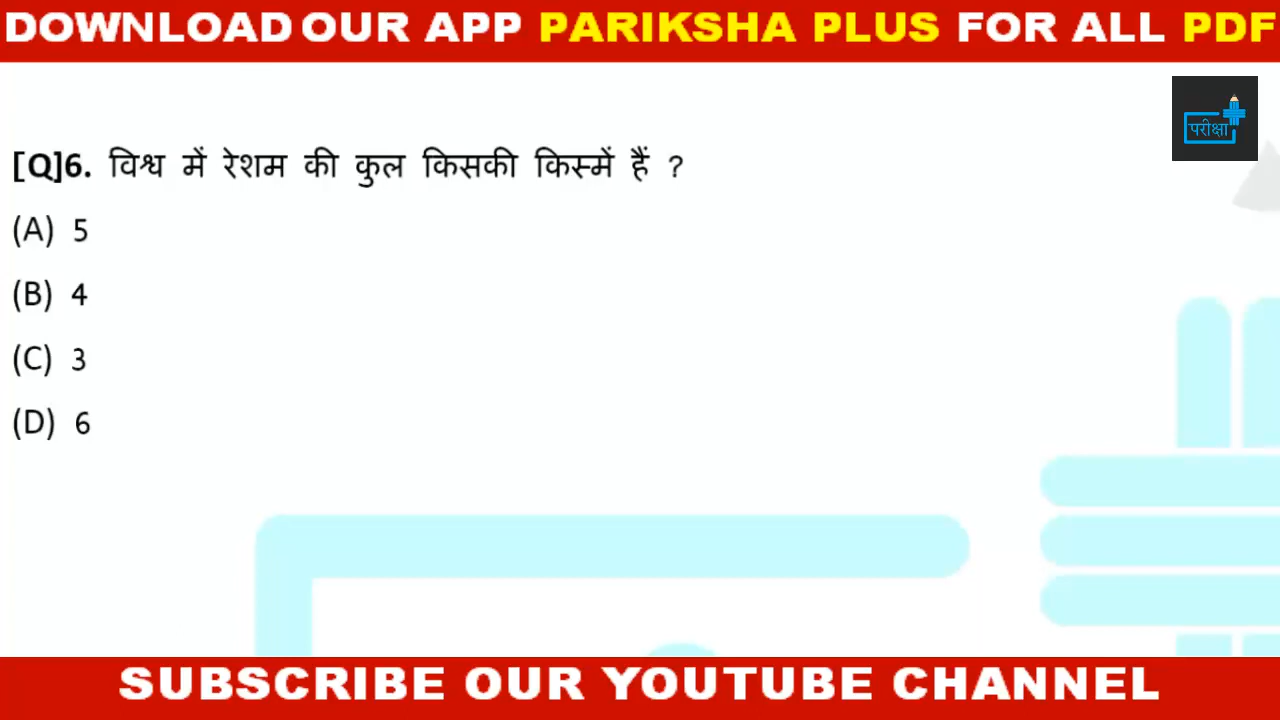 DOWNLOAD OUR APP PARIKSHA PLUS FOR ALL PDF
परीक्षा
[Q]6. विश्व में रेशम की कुल किसकी किस्में हैं ?
(A) 5
(B) 4
(C) 3
(D) 6
SUBSCRIBE OUR YOUTUBE CHANNEL